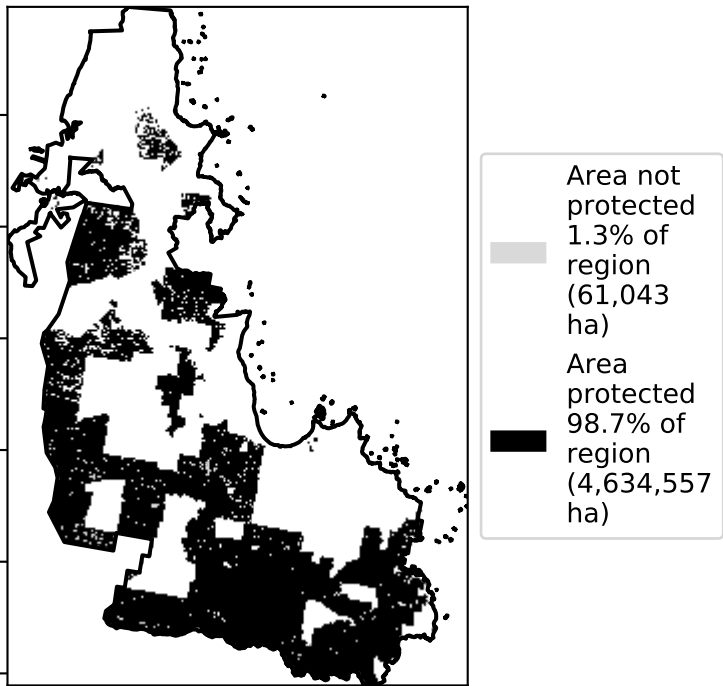 Area not
protected
1.3% of
region
(61,043
ha)
Area
protected
98.7% of
region
(4,634,557
ha)